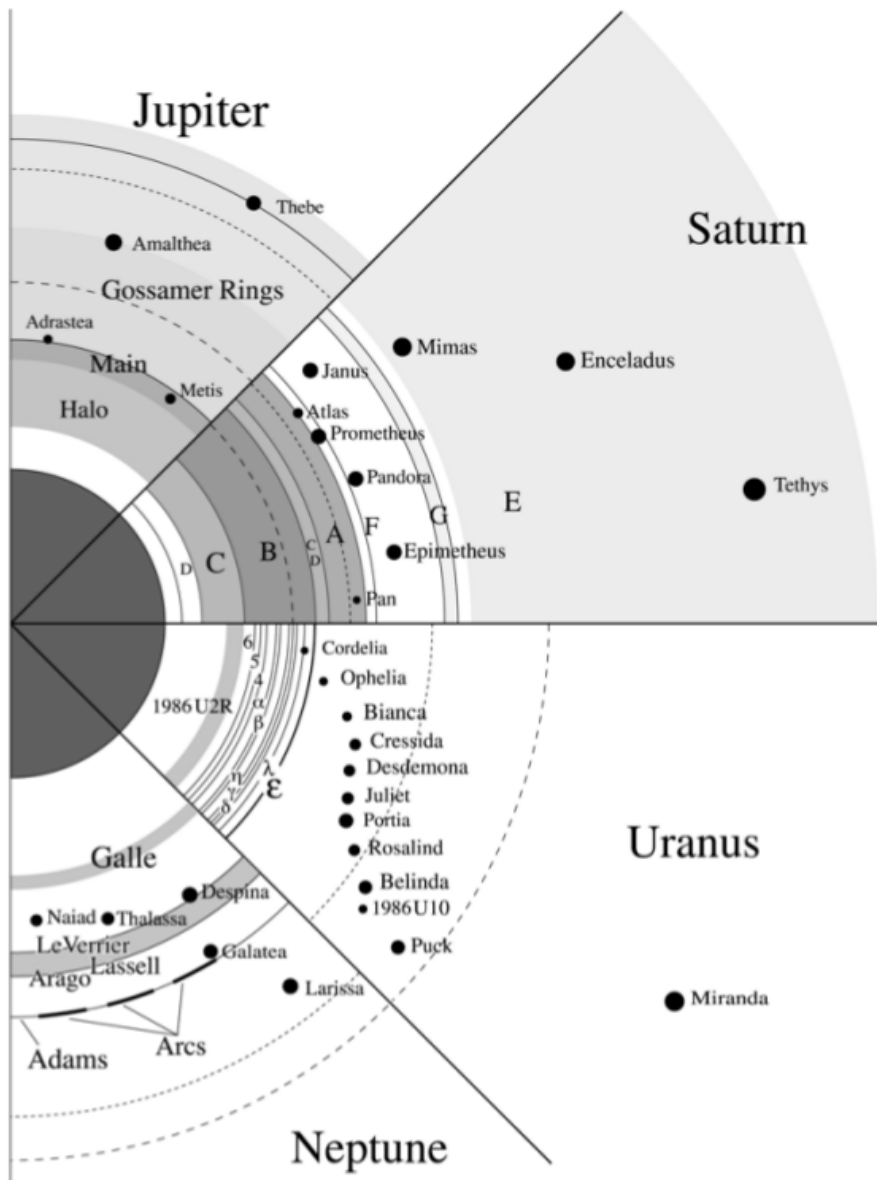 Jupiter
Thebe
Amalthea
Gossamer Rings
Adrastea
Main
Metis
Halo
Saturn
Mimas
Enceladus
Janus
Atlas
Prometheus
Pandora
Tethys
Epimetheus
Pan
D
C
B
C
D
A
F
G
E
Cordelia
Ophelia
Bianca
Cressida
Desdemona
Juliet
Portia
Rosalind
Belinda
1986U10
Puck
Miranda
Uranus
1986 U2R
6
5
4
α
β
η
γ
δ
λ
ε
Galle
Despina
Naiad
Thalassa
LeVerrier
Lassell
Arago
Galatea
Larissa
Arcs
Adams
Neptune